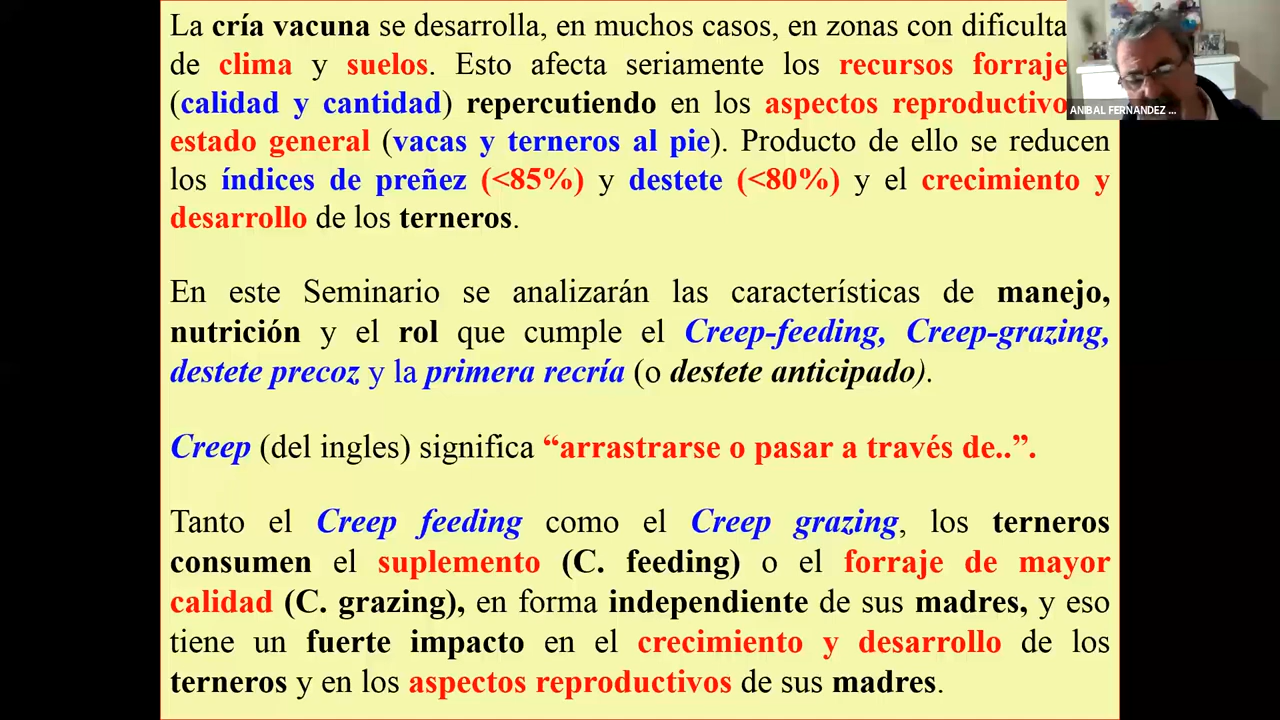 La cría vacuna se desarrolla, en muchos casos, en zonas con dificulta
de clima y suelos. Esto afecta seriamente los recursos forraje
(calidad y cantidad) repercutiendo en los aspectos reproductivo
estado general (vacas y terneros al pie). Producto de ello se reducen
los índices de preñez (<85%) y destete (<80%) y el crecimiento y
desarrollo de los terneros.
En este Seminario se analizarán las características de manejo,
nutrición y el rol que cumple el Creep-feeding, Creep-grazing,
destete precoz y la primera recría (o destete anticipado).
Creep (del ingles) significa “arrastrarse o pasar a través de..”.
Tanto el Creep feeding como el Creep grazing, los terneros
consumen el suplemento (C. feeding) o el forraje de mayor
calidad (C. grazing), en forma independiente de sus madres, y eso
tiene un fuerte impacto en el crecimiento y desarrollo de los
terneros y en los aspectos reproductivos de sus madres.
ANIBAL FERNANDEZ ...